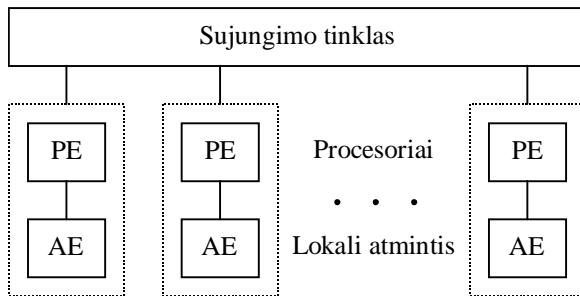 Sujungimo tinklas
PE PE Procesoriai PE
. . .
AE AE Lokali atmintis AE